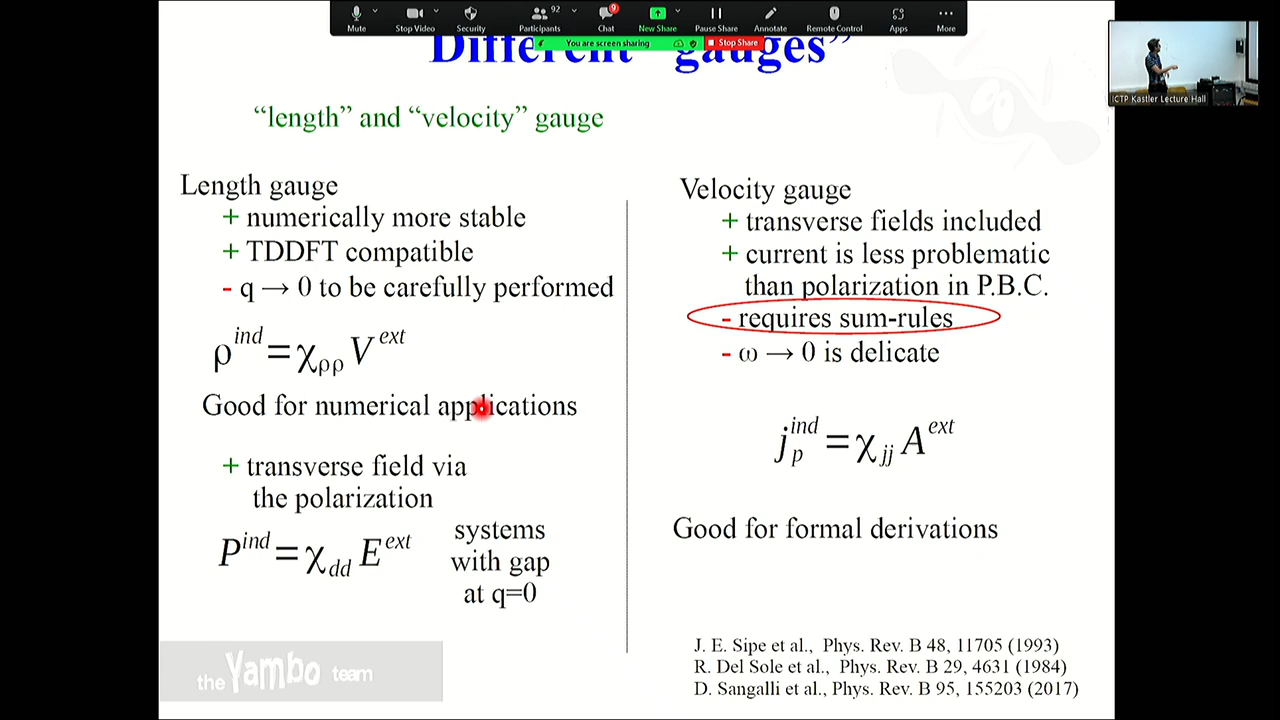 Mute
Stop Video
Security
92
Participants
9
Chat
New Share
Pause Share
Annotate
Remote Control
Apps
More
You are screen sharing
Stop Share
Different “gauges”
ICTP Kastler Lecture Hall
“length” and “velocity” gauge
Length gauge
+ numerically more stable
+ TDDFT compatible
- q → 0 to be carefully performed
ρ^ind = χ_ρρ V^ext
Good for numerical applications
+ transverse field via
the polarization
P^ind = χ_dd E^ext
systems
with gap
at q=0
Velocity gauge
+ transverse fields included
+ current is less problematic
than polarization in P.B.C.
- requires sum-rules
- ω → 0 is delicate
j_p^ind = χ_jj A^ext
Good for formal derivations
J. E. Sipe et al., Phys. Rev. B 48, 11705 (1993)
R. Del Sole et al., Phys. Rev. B 29, 4631 (1984)
D. Sangalli et al., Phys. Rev. B 95, 155203 (2017)
the Yambo team